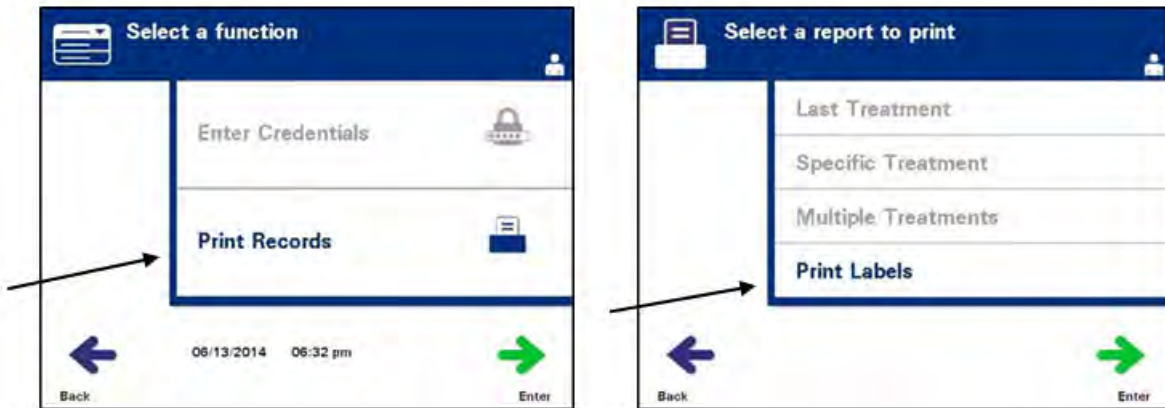 Select a function
Enter Credentials
Print Records
06/13/2014 06:32 pm
Back
Enter
Select a report to print
Last Treatment
Specific Treatment
Multiple Treatments
Print Labels
Back
Enter